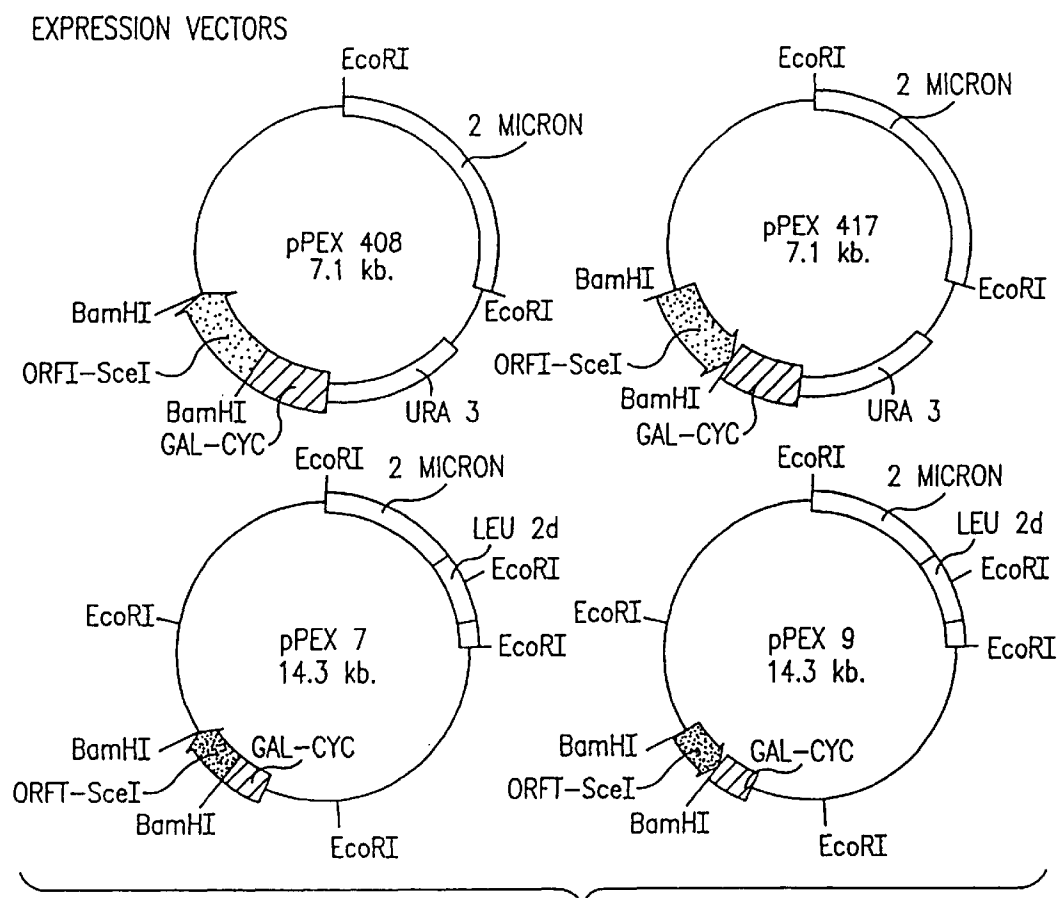 EXPRESSION VECTORS
EcoRI
2 MICRON
pPEX 408
7.1 kb.
BamHI
EcoRI
ORFI-SceI
BamHI
URA 3
GAL-CYC
EcoRI
2 MICRON
pPEX 417
7.1 kb.
BamHI
EcoRI
ORFI-SceI
BamHI
URA 3
GAL-CYC
EcoRI
2 MICRON
LEU 2d
EcoRI
EcoRI
pPEX 7
14.3 kb.
EcoRI
BamHI
GAL-CYC
ORFT-SceI
BamHI
EcoRI
EcoRI
2 MICRON
LEU 2d
EcoRI
EcoRI
pPEX 9
14.3 kb.
EcoRI
BamHI
GAL-CYC
ORFT-SceI
BamHI
EcoRI